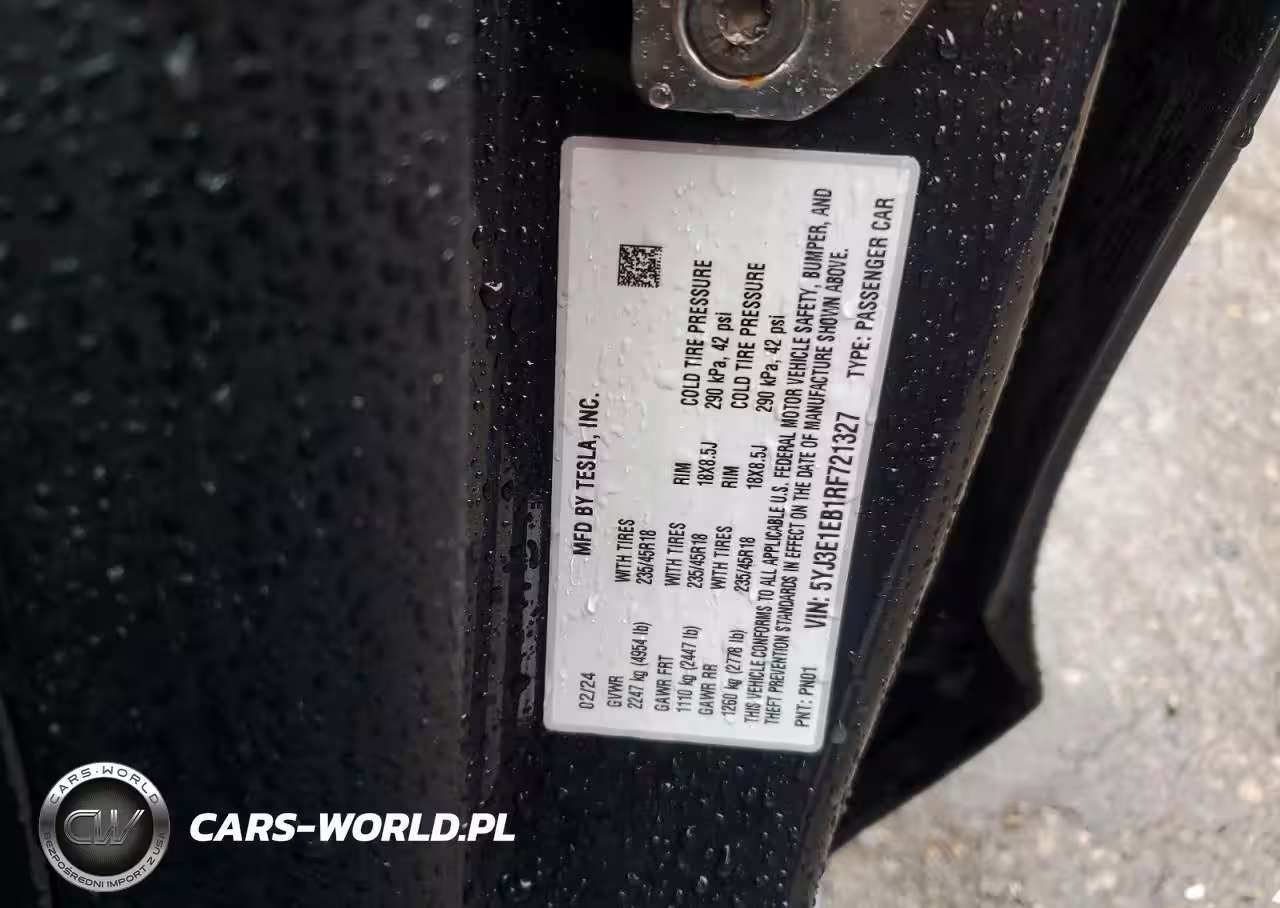 MFD BY TESLA, INC.
02/24
GVWR
2247 kg (4954 lb)
WITH TIRES
235/45R18
GAWR FRT
1110 kg (2447 lb)
WITH TIRES
235/45R18
RIM
18X8.5J
COLD TIRE PRESSURE
290 kPa, 42 psi
GAWR RR
1260 kg (2778 lb)
WITH TIRES
235/45R18
RIM
18X8.5J
COLD TIRE PRESSURE
290 kPa, 42 psi
THIS VEHICLE CONFORMS TO ALL APPLICABLE U.S. FEDERAL MOTOR VEHICLE SAFETY, BUMPER, AND
THEFT PREVENTION STANDARDS IN EFFECT ON THE DATE OF MANUFACTURE SHOWN ABOVE.
PNT: PN01 VIN: 5YJ3E1EB1RF721327 TYPE: PASSENGER CAR
CARS-WORLD
CW
BEZPOŚREDNI IMPORT Z USA
CARS-WORLD.PL